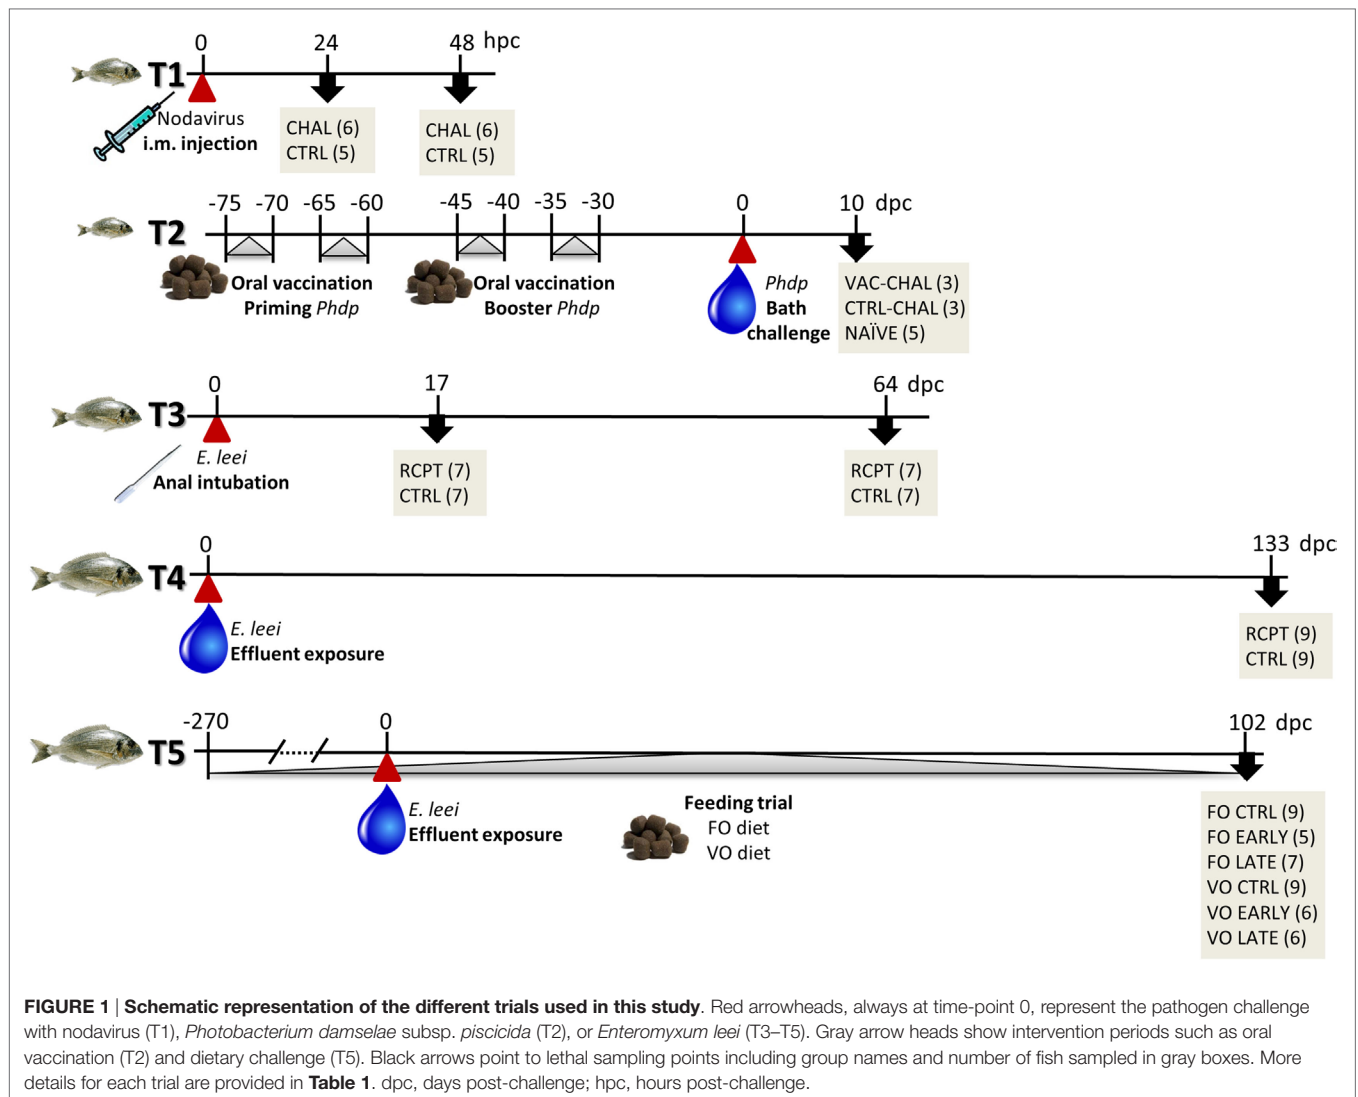 0 24 48 hpc
T1
Nodavirus
i.m. injection
CHAL (6)
CTRL (5)
CHAL (6)
CTRL (5)
-75 -70 -65 -60 -45 -40 -35 -30 0 10 dpc
T2
Oral vaccination
Priming Phdp
Oral vaccination
Booster Phdp
Phdp
Bath
challenge
VAC-CHAL (3)
CTRL-CHAL (3)
NAÏVE (5)
0 17 64 dpc
T3
E. leei
Anal intubation
RCPT (7)
CTRL (7)
RCPT (7)
CTRL (7)
0 133 dpc
T4
E. leei
Effluent exposure
RCPT (9)
CTRL (9)
-270 0 102 dpc
T5
E. leei
Effluent exposure
Feeding trial
FO diet
VO diet
FO CTRL (9)
FO EARLY (5)
FO LATE (7)
VO CTRL (9)
VO EARLY (6)
VO LATE (6)
FIGURE 1 | Schematic representation of the different trials used in this study. Red arrowheads, always at time-point 0, represent the pathogen challenge
with nodavirus (T1), Photobacterium damselae subsp. piscicida (T2), or Enteromyxum leei (T3–T5). Gray arrow heads show intervention periods such as oral
vaccination (T2) and dietary challenge (T5). Black arrows point to lethal sampling points including group names and number of fish sampled in gray boxes. More
details for each trial are provided in Table 1. dpc, days post-challenge; hpc, hours post-challenge.